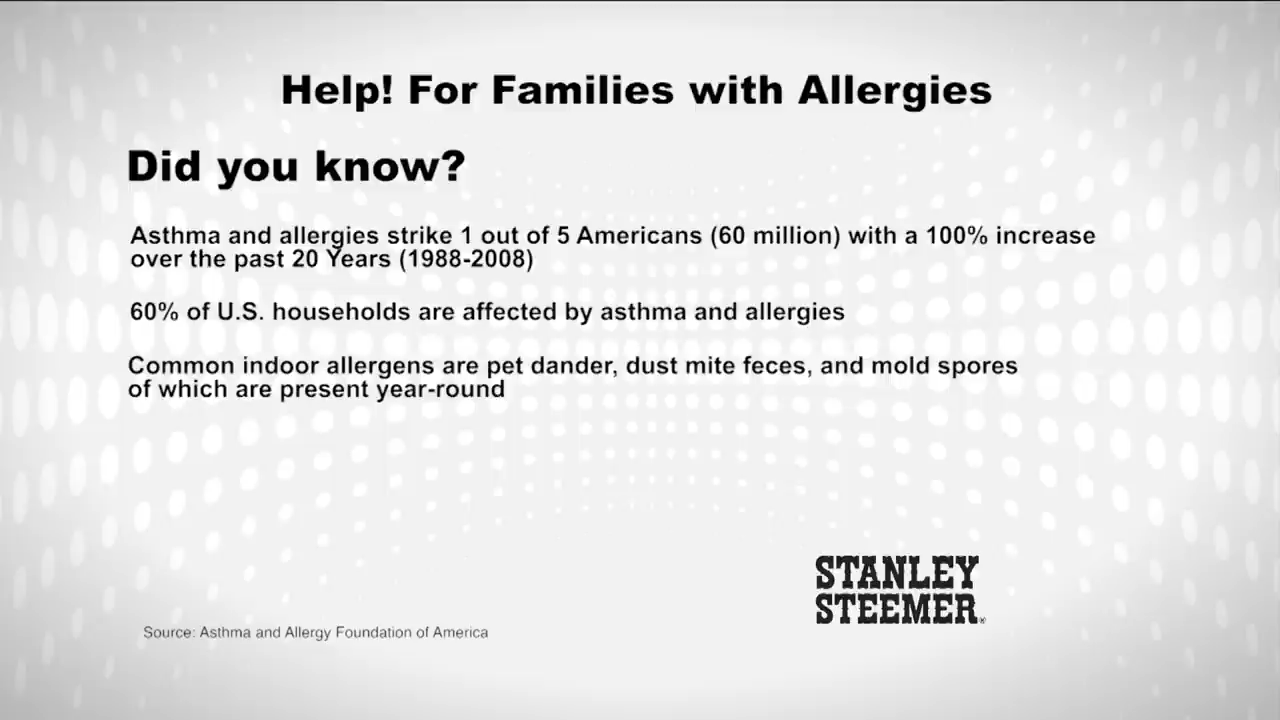 Help! For Families with Allergies
Did you know?
Asthma and allergies strike 1 out of 5 Americans (60 million) with a 100% increase
over the past 20 Years (1988-2008)
60% of U.S. households are affected by asthma and allergies
Common indoor allergens are pet dander, dust mite feces, and mold spores
of which are present year-round
STANLEY
STEEMER®
Source: Asthma and Allergy Foundation of America